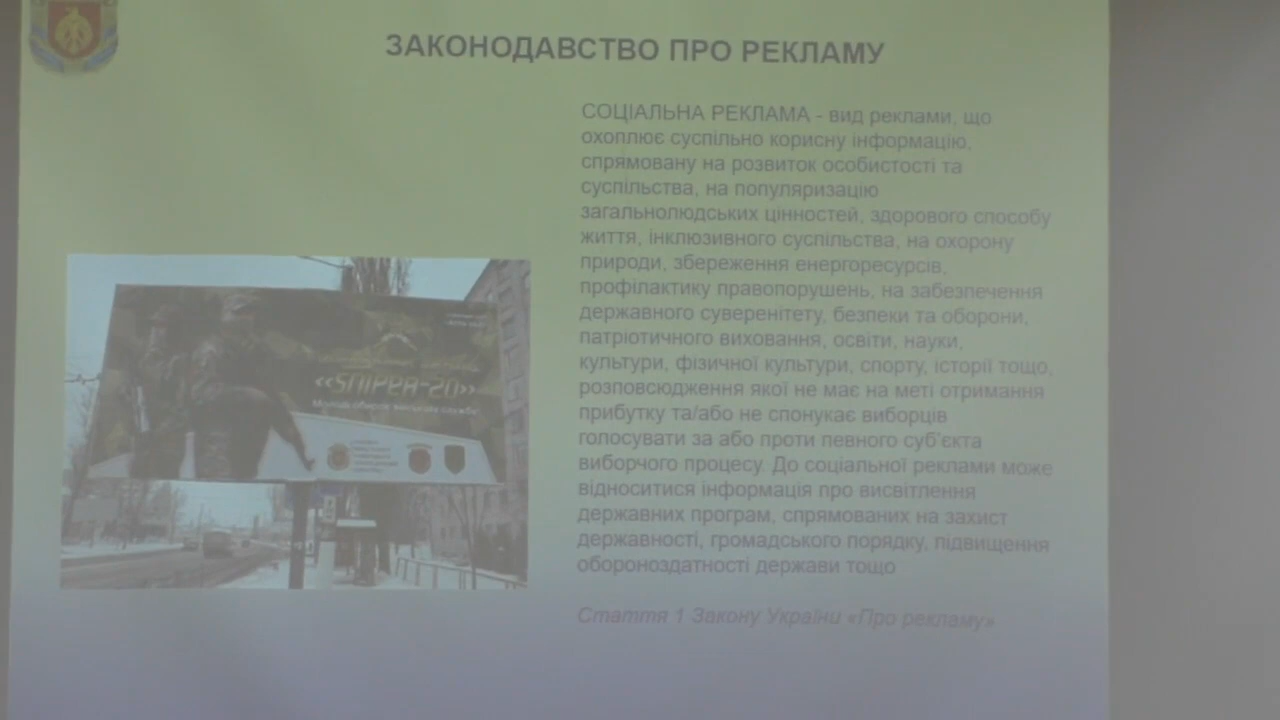 ЗАКОНОДАВСТВО ПРО РЕКЛАМУ
СОЦІАЛЬНА РЕКЛАМА - вид реклами, що
охоплює суспільно корисну інформацію,
спрямовану на розвиток особистості та
суспільства, на популяризацію
загальнолюдських цінностей, здорового способу
життя, інклюзивного суспільства, на охорону
природи, збереження енергоресурсів,
профілактику правопорушень, на забезпечення
державного суверенітету, безпеки та оборони,
патріотичного виховання, освіти, науки,
культури, фізичної культури, спорту, історії тощо,
розповсюдження якої не має на меті отримання
прибутку та/або не спонукає виборців
голосувати за або проти певного суб'єкта
виборчого процесу. До соціальної реклами може
відноситися інформація про висвітлення
державних програм, спрямованих на захист
державності, громадського порядку, підвищення
обороноздатності держави тощо
Стаття 1 Закону України «Про рекламу»